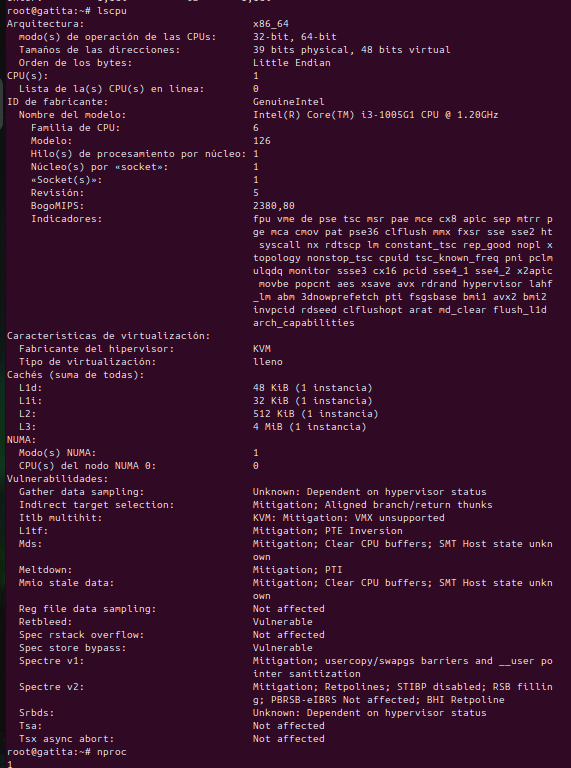 root@gatita:~# lscpu
Arquitectura: x86_64
modo(s) de operación de las CPUs: 32-bit, 64-bit
Tamaños de las direcciones: 39 bits physical, 48 bits virtual
Orden de los bytes: Little Endian
CPU(s): 1
Lista de la(s) CPU(s) en línea: 0
ID de fabricante: GenuineIntel
Nombre del modelo: Intel(R) Core(TM) i3-1005G1 CPU @ 1.20GHz
Familia de CPU: 6
Modelo: 126
Hilo(s) de procesamiento por núcleo: 1
Núcleo(s) por «socket»: 1
«Socket(s)»: 1
Revisión: 5
BogoMIPS: 2380,80
Indicadores: fpu vme de pse tsc msr pae mce cx8 apic sep mtrr p
ge mca cmov pat pse36 clflush mmx fxsr sse sse2 ht
syscall nx rdtscp lm constant_tsc rep_good nopl x
topology nonstop_tsc cpuid tsc_known_freq pni pclm
ulqdq monitor ssse3 cx16 pcid sse4_1 sse4_2 x2apic
movbe popcnt aes xsave avx rdrand hypervisor lahf
_lm abm 3dnowprefetch pti fsgsbase bmi1 avx2 bmi2
invpcid rdseed clflushopt arat md_clear flush_l1d
arch_capabilities
Características de virtualización:
Fabricante del hipervisor: KVM
Tipo de virtualización: lleno
Cachés (suma de todas):
L1d: 48 KiB (1 instancia)
L1i: 32 KiB (1 instancia)
L2: 512 KiB (1 instancia)
L3: 4 MiB (1 instancia)
NUMA:
Modo(s) NUMA: 1
CPU(s) del nodo NUMA 0: 0
Vulnerabilidades:
Gather data sampling: Unknown: Dependent on hypervisor status
Indirect target selection: Mitigation; Aligned branch/return thunks
Itlb multihit: KVM: Mitigation: VMX unsupported
L1tf: Mitigation; PTE Inversion
Mds: Mitigation; Clear CPU buffers; SMT Host state unkn
own
Meltdown: Mitigation; PTI
Mmio stale data: Mitigation; Clear CPU buffers; SMT Host state unkn
own
Reg file data sampling: Not affected
Retbleed: Vulnerable
Spec rstack overflow: Not affected
Spec store bypass: Vulnerable
Spectre v1: Mitigation; usercopy/swapgs barriers and __user po
inter sanitization
Spectre v2: Mitigation; Retpolines; STIBP disabled; RSB fillin
g; PBRSB-eIBRS Not affected; BHI Retpoline
Srbds: Unknown: Dependent on hypervisor status
Tsa: Not affected
Tsx async abort: Not affected
root@gatita:~# nproc
1